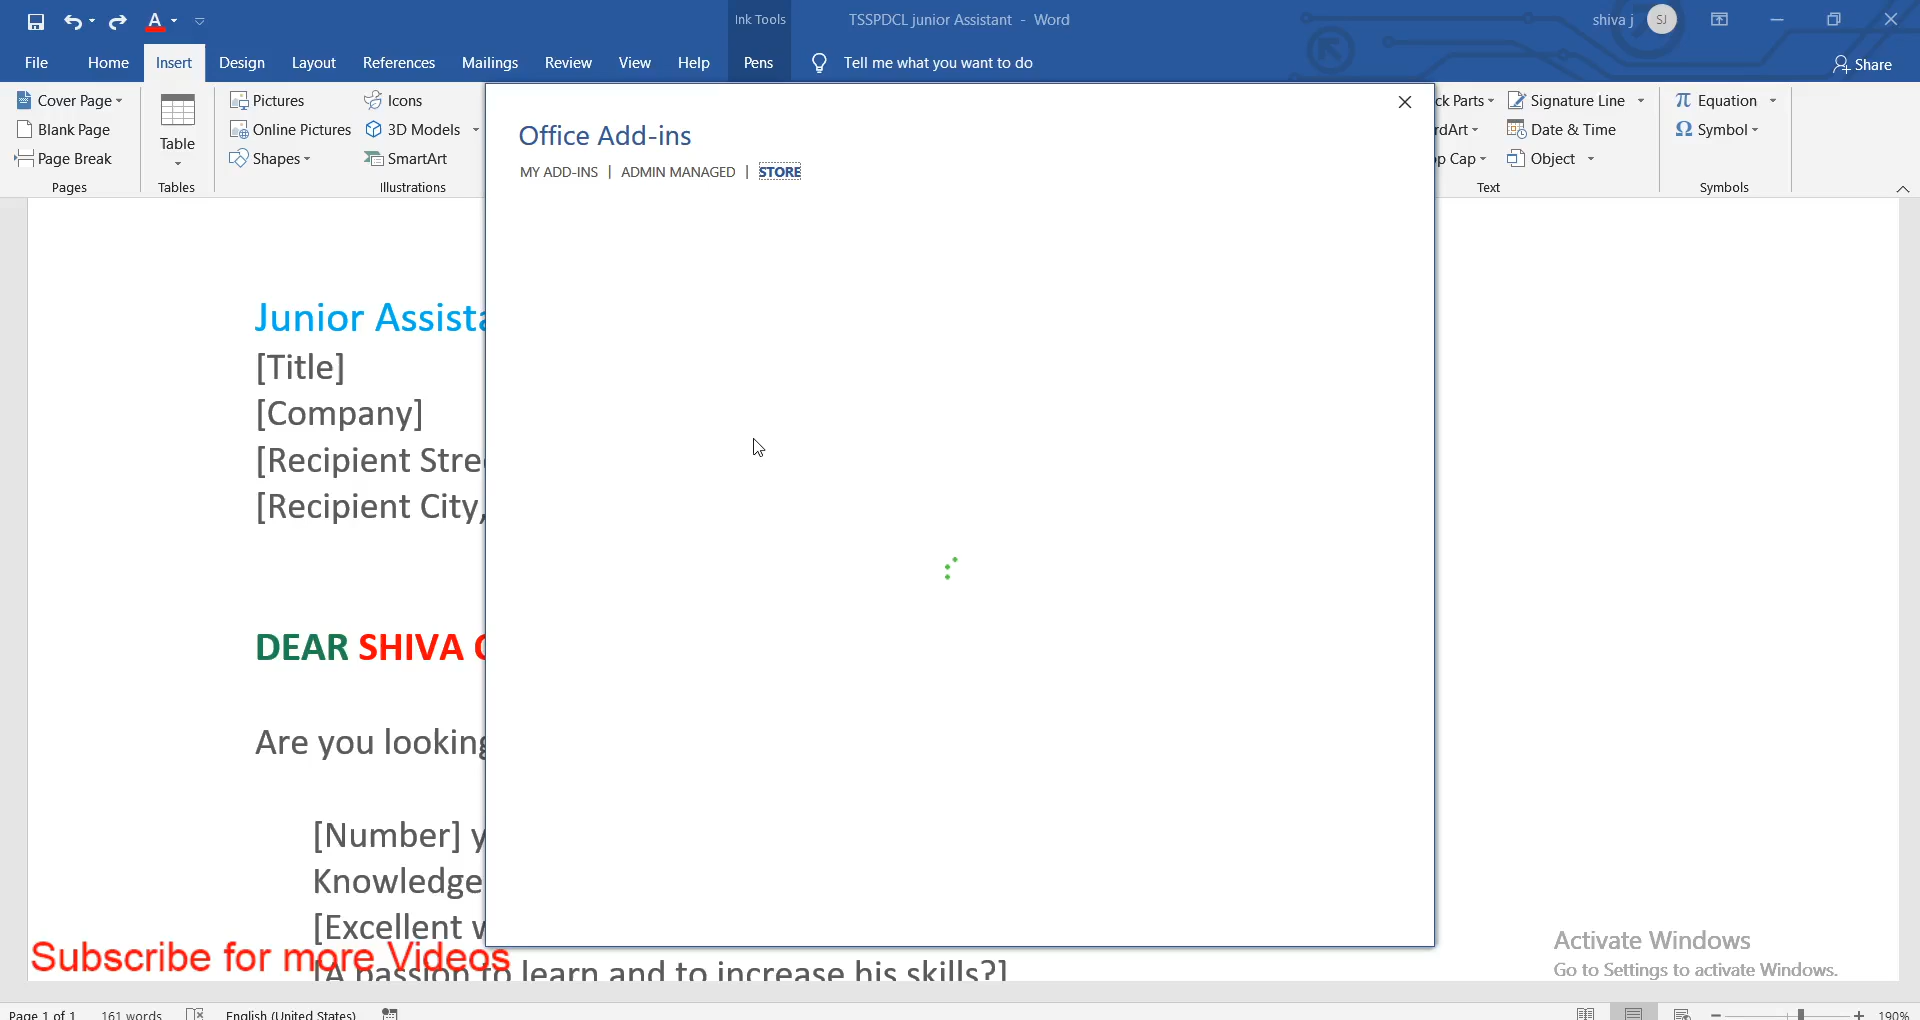 Ink Tools
TSSPDCL junior Assistant - Word
shiva j
SJ
File Home Insert Design Layout References Mailings Review View Help Pens Tell me what you want to do
Share
Cover Page
Blank Page
Page Break
Pages
Table
Tables
Pictures
Online Pictures
Shapes
Icons
3D Models
SmartArt
Illustrations
ck Parts
rdArt
p Cap
Signature Line
Date & Time
Object
Text
Equation
Symbol
Symbols
Office Add-ins
MY ADD-INS | ADMIN MANAGED | STORE
Junior Assista
[Title]
[Company]
[Recipient Stre
[Recipient City,
DEAR SHIVA
Are you looking
[Number] y
Knowledge
[Excellent w
[A passion to learn and to increase his skills?]
Subscribe for more Videos
Activate Windows
Go to Settings to activate Windows.
Page 1 of 1 161 words English (United States)
190%